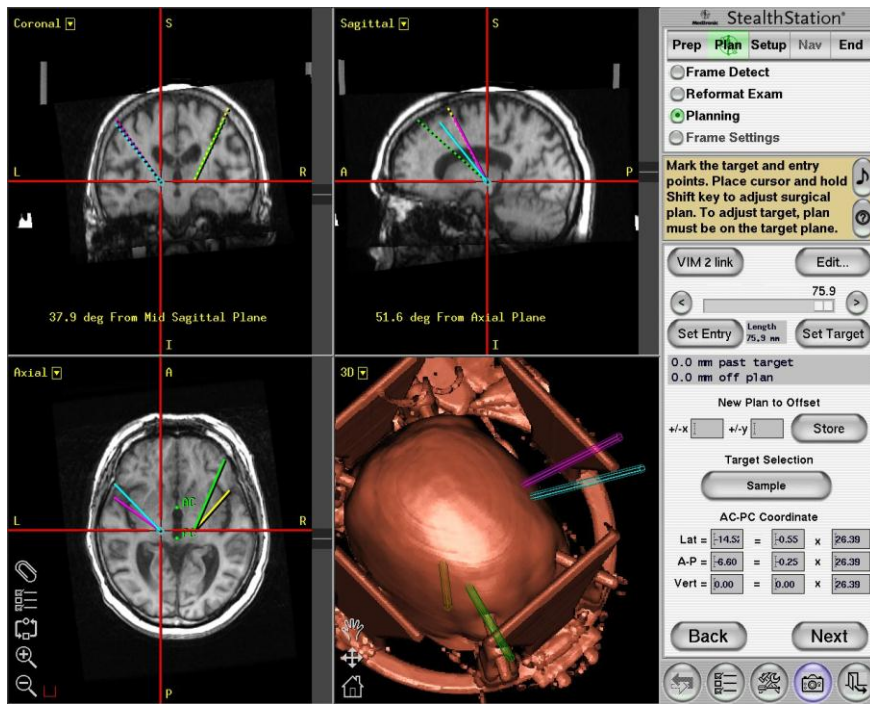 Coronal
S
L
R
37.9 deg From Mid Sagittal Plane
I
Sagittal
S
A
P
51.6 deg From Axial Plane
I
Axial
A
AC
L
R
P
3D
Medtronic
StealthStation®
Prep Plan Setup Nav End
Frame Detect
Reformat Exam
Planning
Frame Settings
Mark the target and entry
points. Place cursor and hold
Shift key to adjust surgical
plan. To adjust target, plan
must be on the target plane.
VIM 2 link Edit...
75.9
< >
Set Entry Length 75.9 mm Set Target
0.0 mm past target
0.0 mm off plan
New Plan to Offset
+/-x +/-y Store
Target Selection
Sample
AC-PC Coordinate
Lat = = -0.55 x 26.39
A-P = -6.60 = -0.25 x 26.39
Vert = 0.00 = 0.00 x 26.39
Back Next